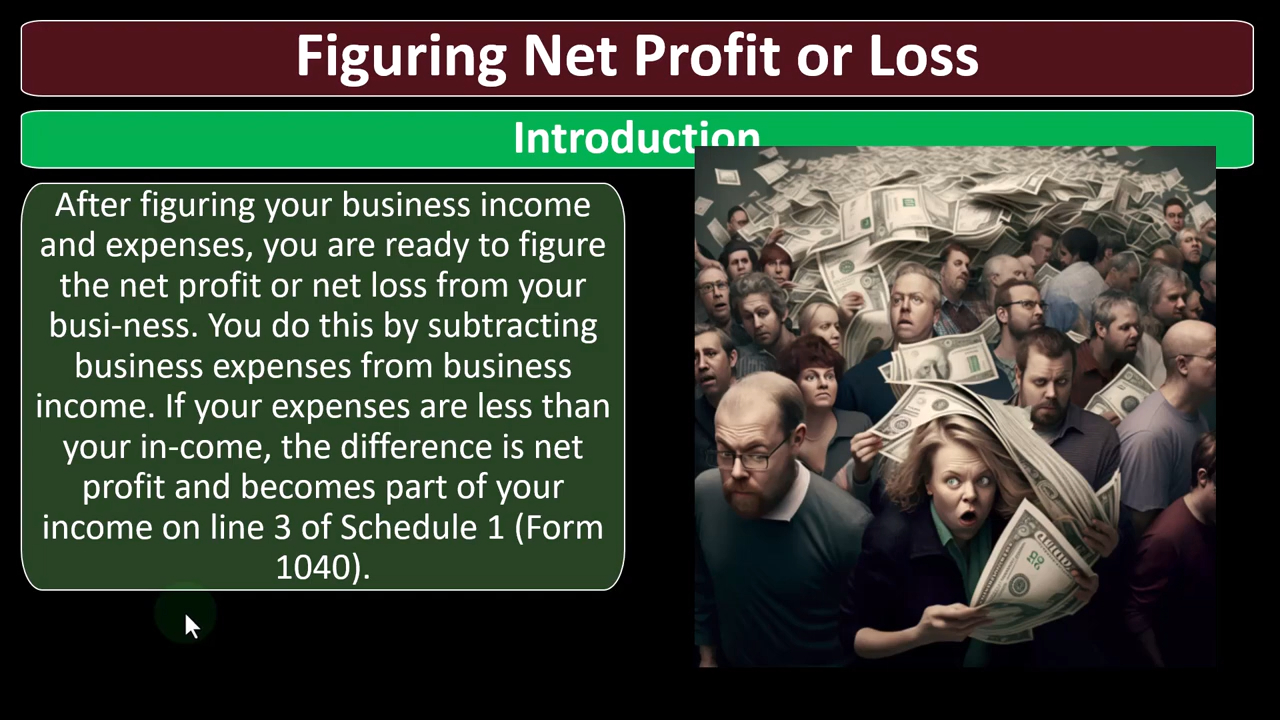 Figuring Net Profit or Loss
Introduction
After figuring your business income
and expenses, you are ready to figure
the net profit or net loss from your
busi-ness. You do this by subtracting
business expenses from business
income. If your expenses are less than
your in-come, the difference is net
profit and becomes part of your
income on line 3 of Schedule 1 (Form
1040).